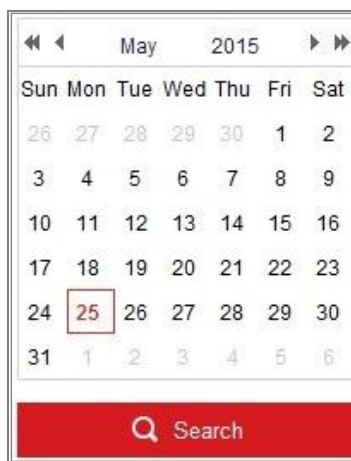 May 2015
Sun Mon Tue Wed Thu Fri Sat
26 27 28 29 30 1 2
3 4 5 6 7 8 9
10 11 12 13 14 15 16
17 18 19 20 21 22 23
24 25 26 27 28 29 30
31 1 2 3 4 5 6
Search